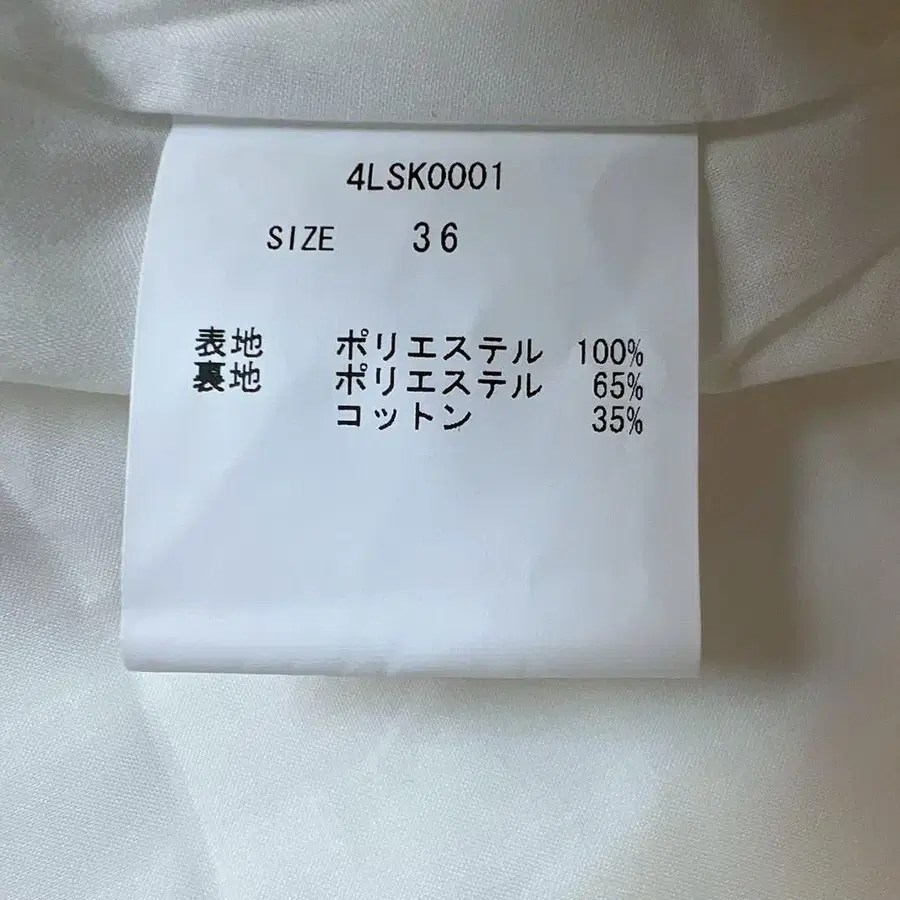 4LSK0001
SIZE 36
表地 ポリエステル 100%
裏地 ポリエステル 65%
コットン 35%